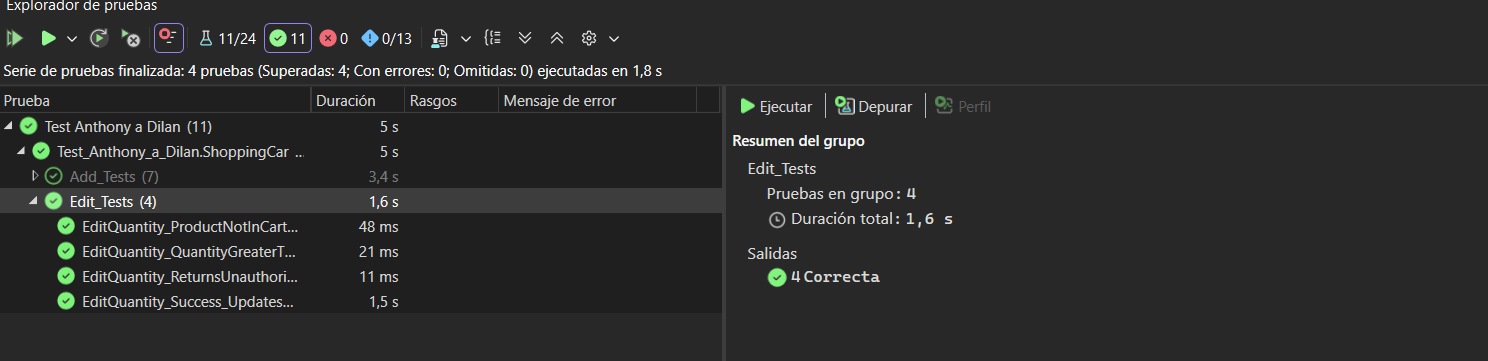 Explorador de pruebas
11/24 11 0 0/13
Serie de pruebas finalizada: 4 pruebas (Superadas: 4; Con errores: 0; Omitidas: 0) ejecutadas en 1,8 s
Prueba Duración Rasgos Mensaje de error
Test Anthony a Dilan (11) 5 s
Test_Anthony_a_Dilan.ShoppingCar ... 5 s
Add_Tests (7) 3,4 s
Edit_Tests (4) 1,6 s
EditQuantity_ProductNotInCart... 48 ms
EditQuantity_QuantityGreaterT... 21 ms
EditQuantity_ReturnsUnauthori... 11 ms
EditQuantity_Success_Updates... 1,5 s
Ejecutar Depurar Perfil
Resumen del grupo
Edit_Tests
Pruebas en grupo: 4
Duración total: 1,6 s
Salidas
4 Correcta